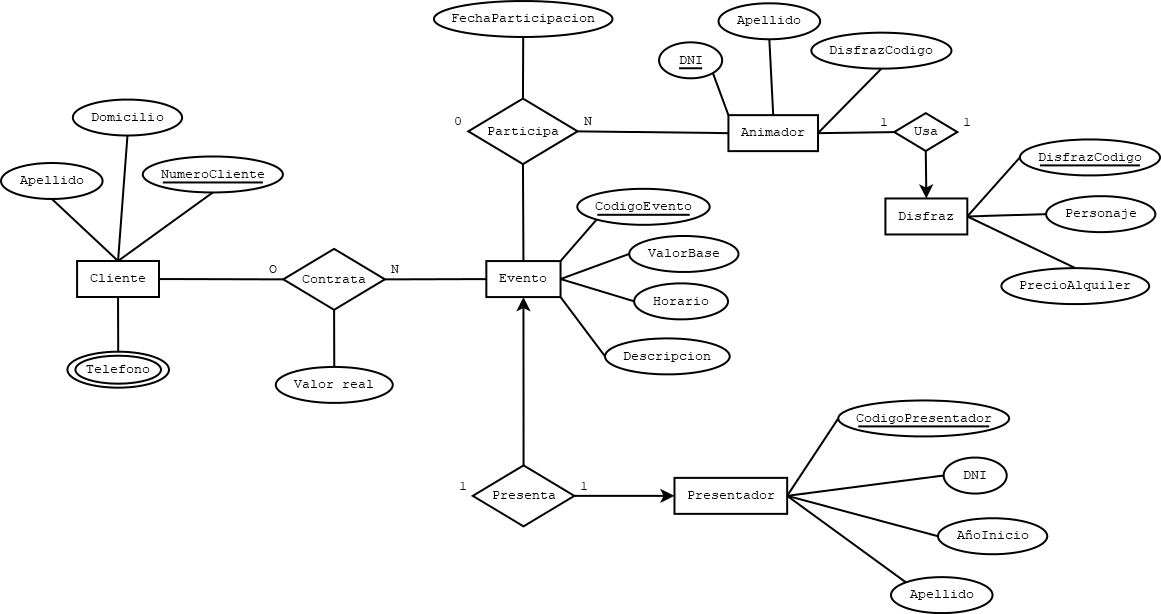 FechaParticipacion
Apellido
DisfrazCodigo
DNI
Domicilio
0
N
Participa
Animador
1
Usa
1
DisfrazCodigo
NumeroCliente
Apellido
CodigoEvento
Personaje
Disfraz
ValorBase
Cliente
O
Contrata
N
Evento
PrecioAlquiler
Horario
Descripcion
Telefono
Valor real
CodigoPresentador
DNI
1
Presenta
1
Presentador
AñoInicio
Apellido